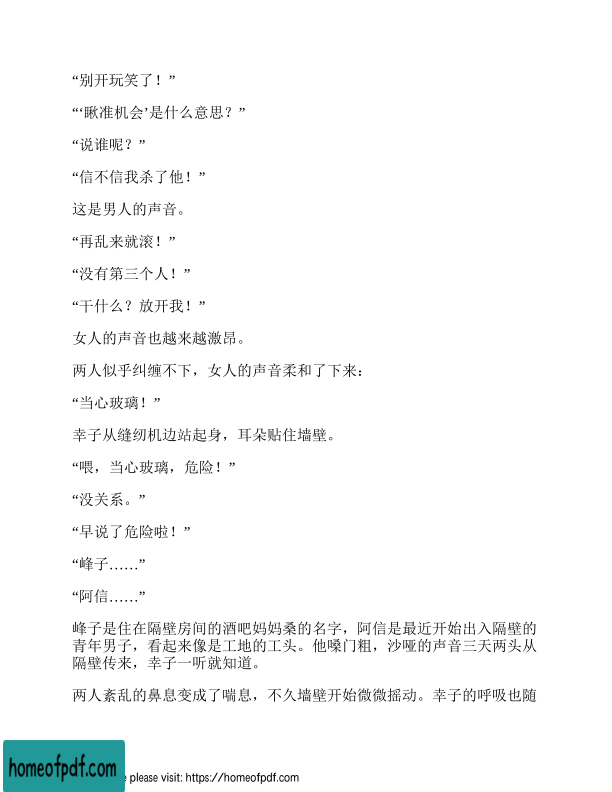 “别开玩笑了！”
“‘瞅准机会’是什么意思？”
“说谁呢？”
“信不信我杀了他！”
这是男人的声音。
“再乱来就滚！”
“没有第三个人！”
“干什么？放开我！”
女人的声音也越来越激昂。
两人似乎纠缠不下，女人的声音柔和了下来：
“当心玻璃！”
幸子从缝纫机边站起身，耳朵贴住墙壁。
“喂，当心玻璃，危险！”
“没关系。”
“早说了危险啦！”
“峰子……”
“阿信……”
峰子是住在隔壁房间的酒吧妈妈桑的名字，阿信是最近开始出入隔壁的
青年男子，看起来像是工地的工头。他嗓门粗，沙哑的声音三天两头从
隔壁传来，幸子一听就知道。
两人紊乱的鼻息变成了喘息，不久墙壁开始微微摇动。幸子的呼吸也随
homeofpdf.com
e please visit: https://homeofpdf.com